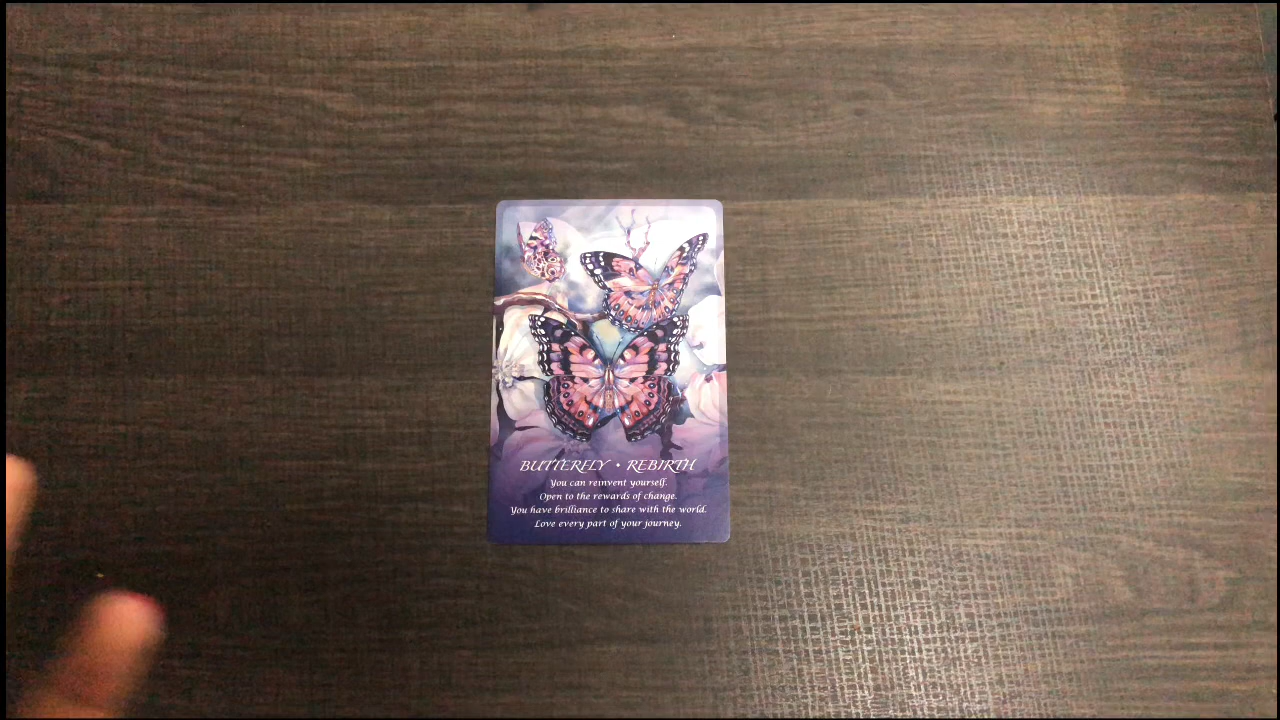 BUTTERFLY • REBIRTH
You can reinvent yourself.
Open to the rewards of change.
You have brilliance to share with the world.
Love every part of your journey.